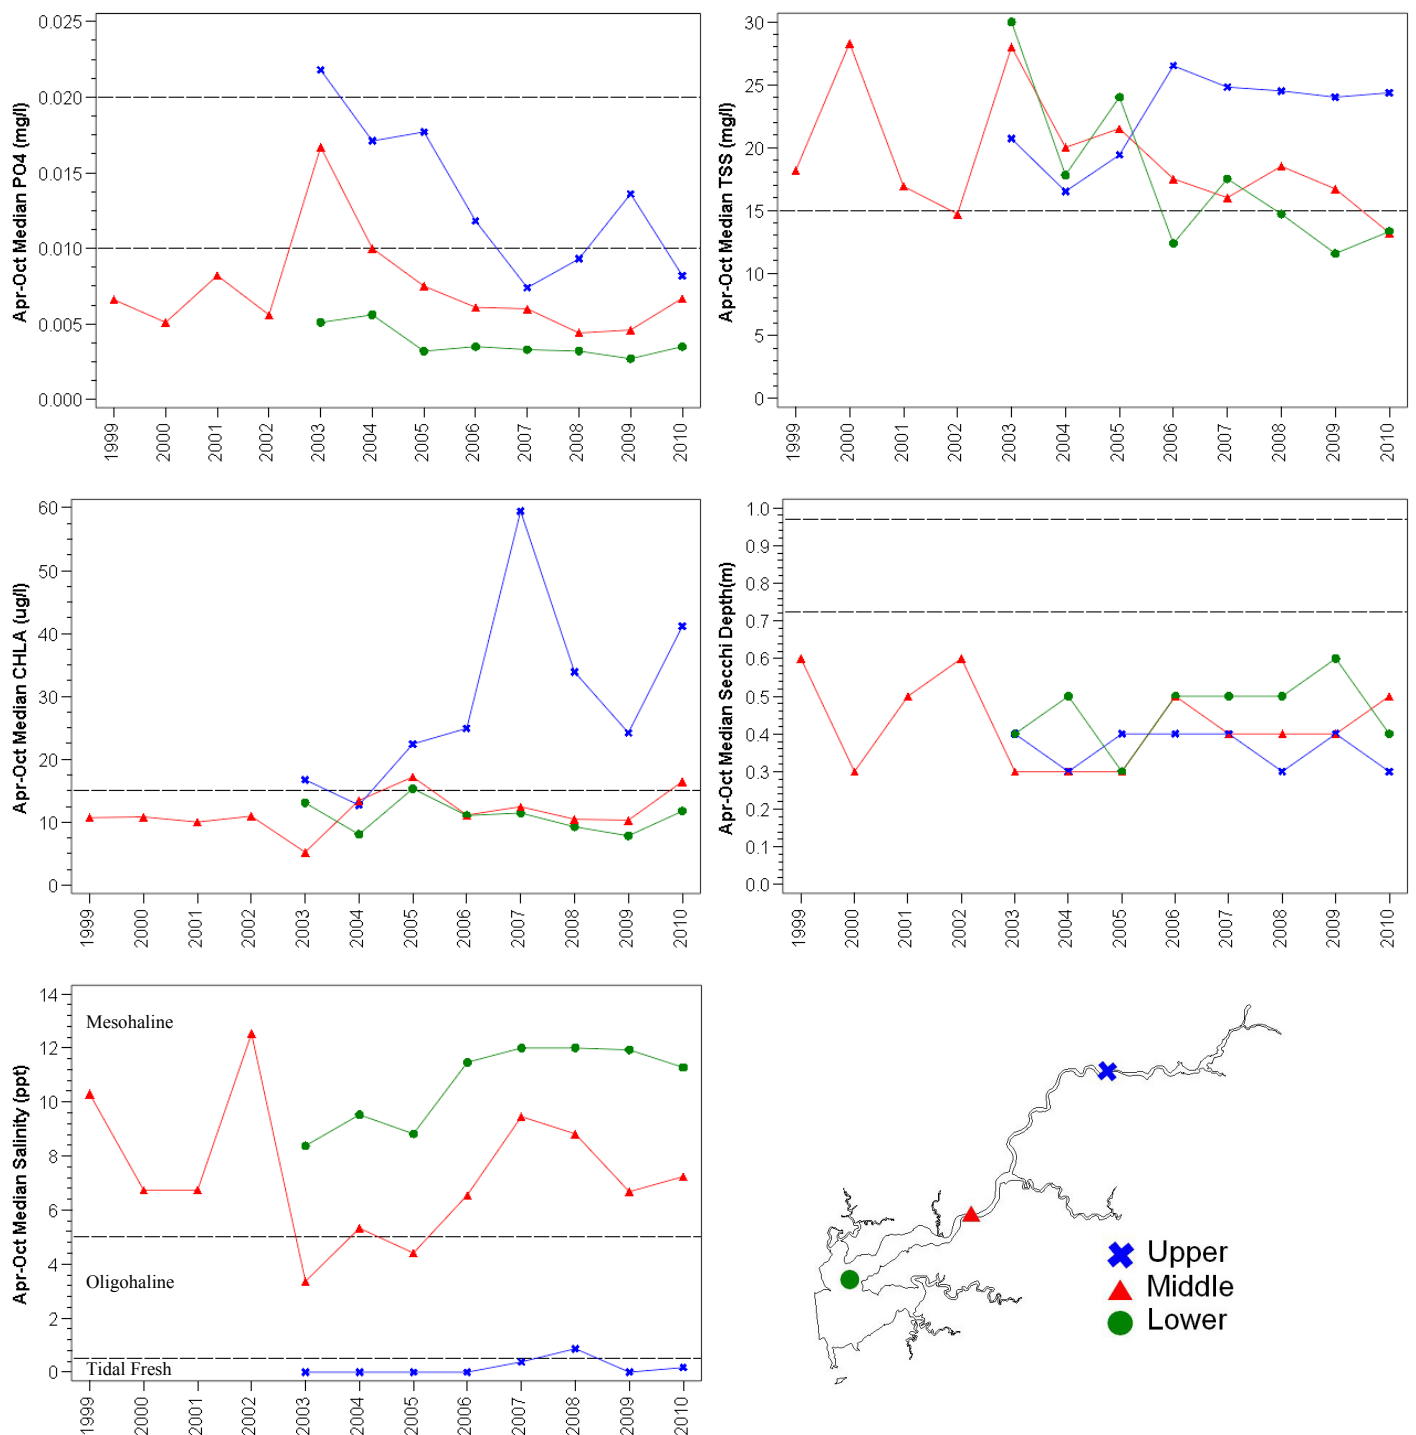 Apr-Oct Median PO4 (mg/l)
0.025
0.020
0.015
0.010
0.005
0.000
1999 2000 2001 2002 2003 2004 2005 2006 2007 2008 2009 2010
Apr-Oct Median TSS (mg/l)
30
25
20
15
10
5
0
1999 2000 2001 2002 2003 2004 2005 2006 2007 2008 2009 2010
Apr-Oct Median CHLA (ug/l)
60
50
40
30
20
10
0
1999 2000 2001 2002 2003 2004 2005 2006 2007 2008 2009 2010
Apr-Oct Median Secchi Depth(m)
1.0
0.9
0.8
0.7
0.6
0.5
0.4
0.3
0.2
0.1
0.0
1999 2000 2001 2002 2003 2004 2005 2006 2007 2008 2009 2010
Apr-Oct Median Salinity (ppt)
14
12
10
8
6
4
2
0
Mesohaline
Oligohaline
Tidal Fresh
1999 2000 2001 2002 2003 2004 2005 2006 2007 2008 2009 2010
Upper
Middle
Lower